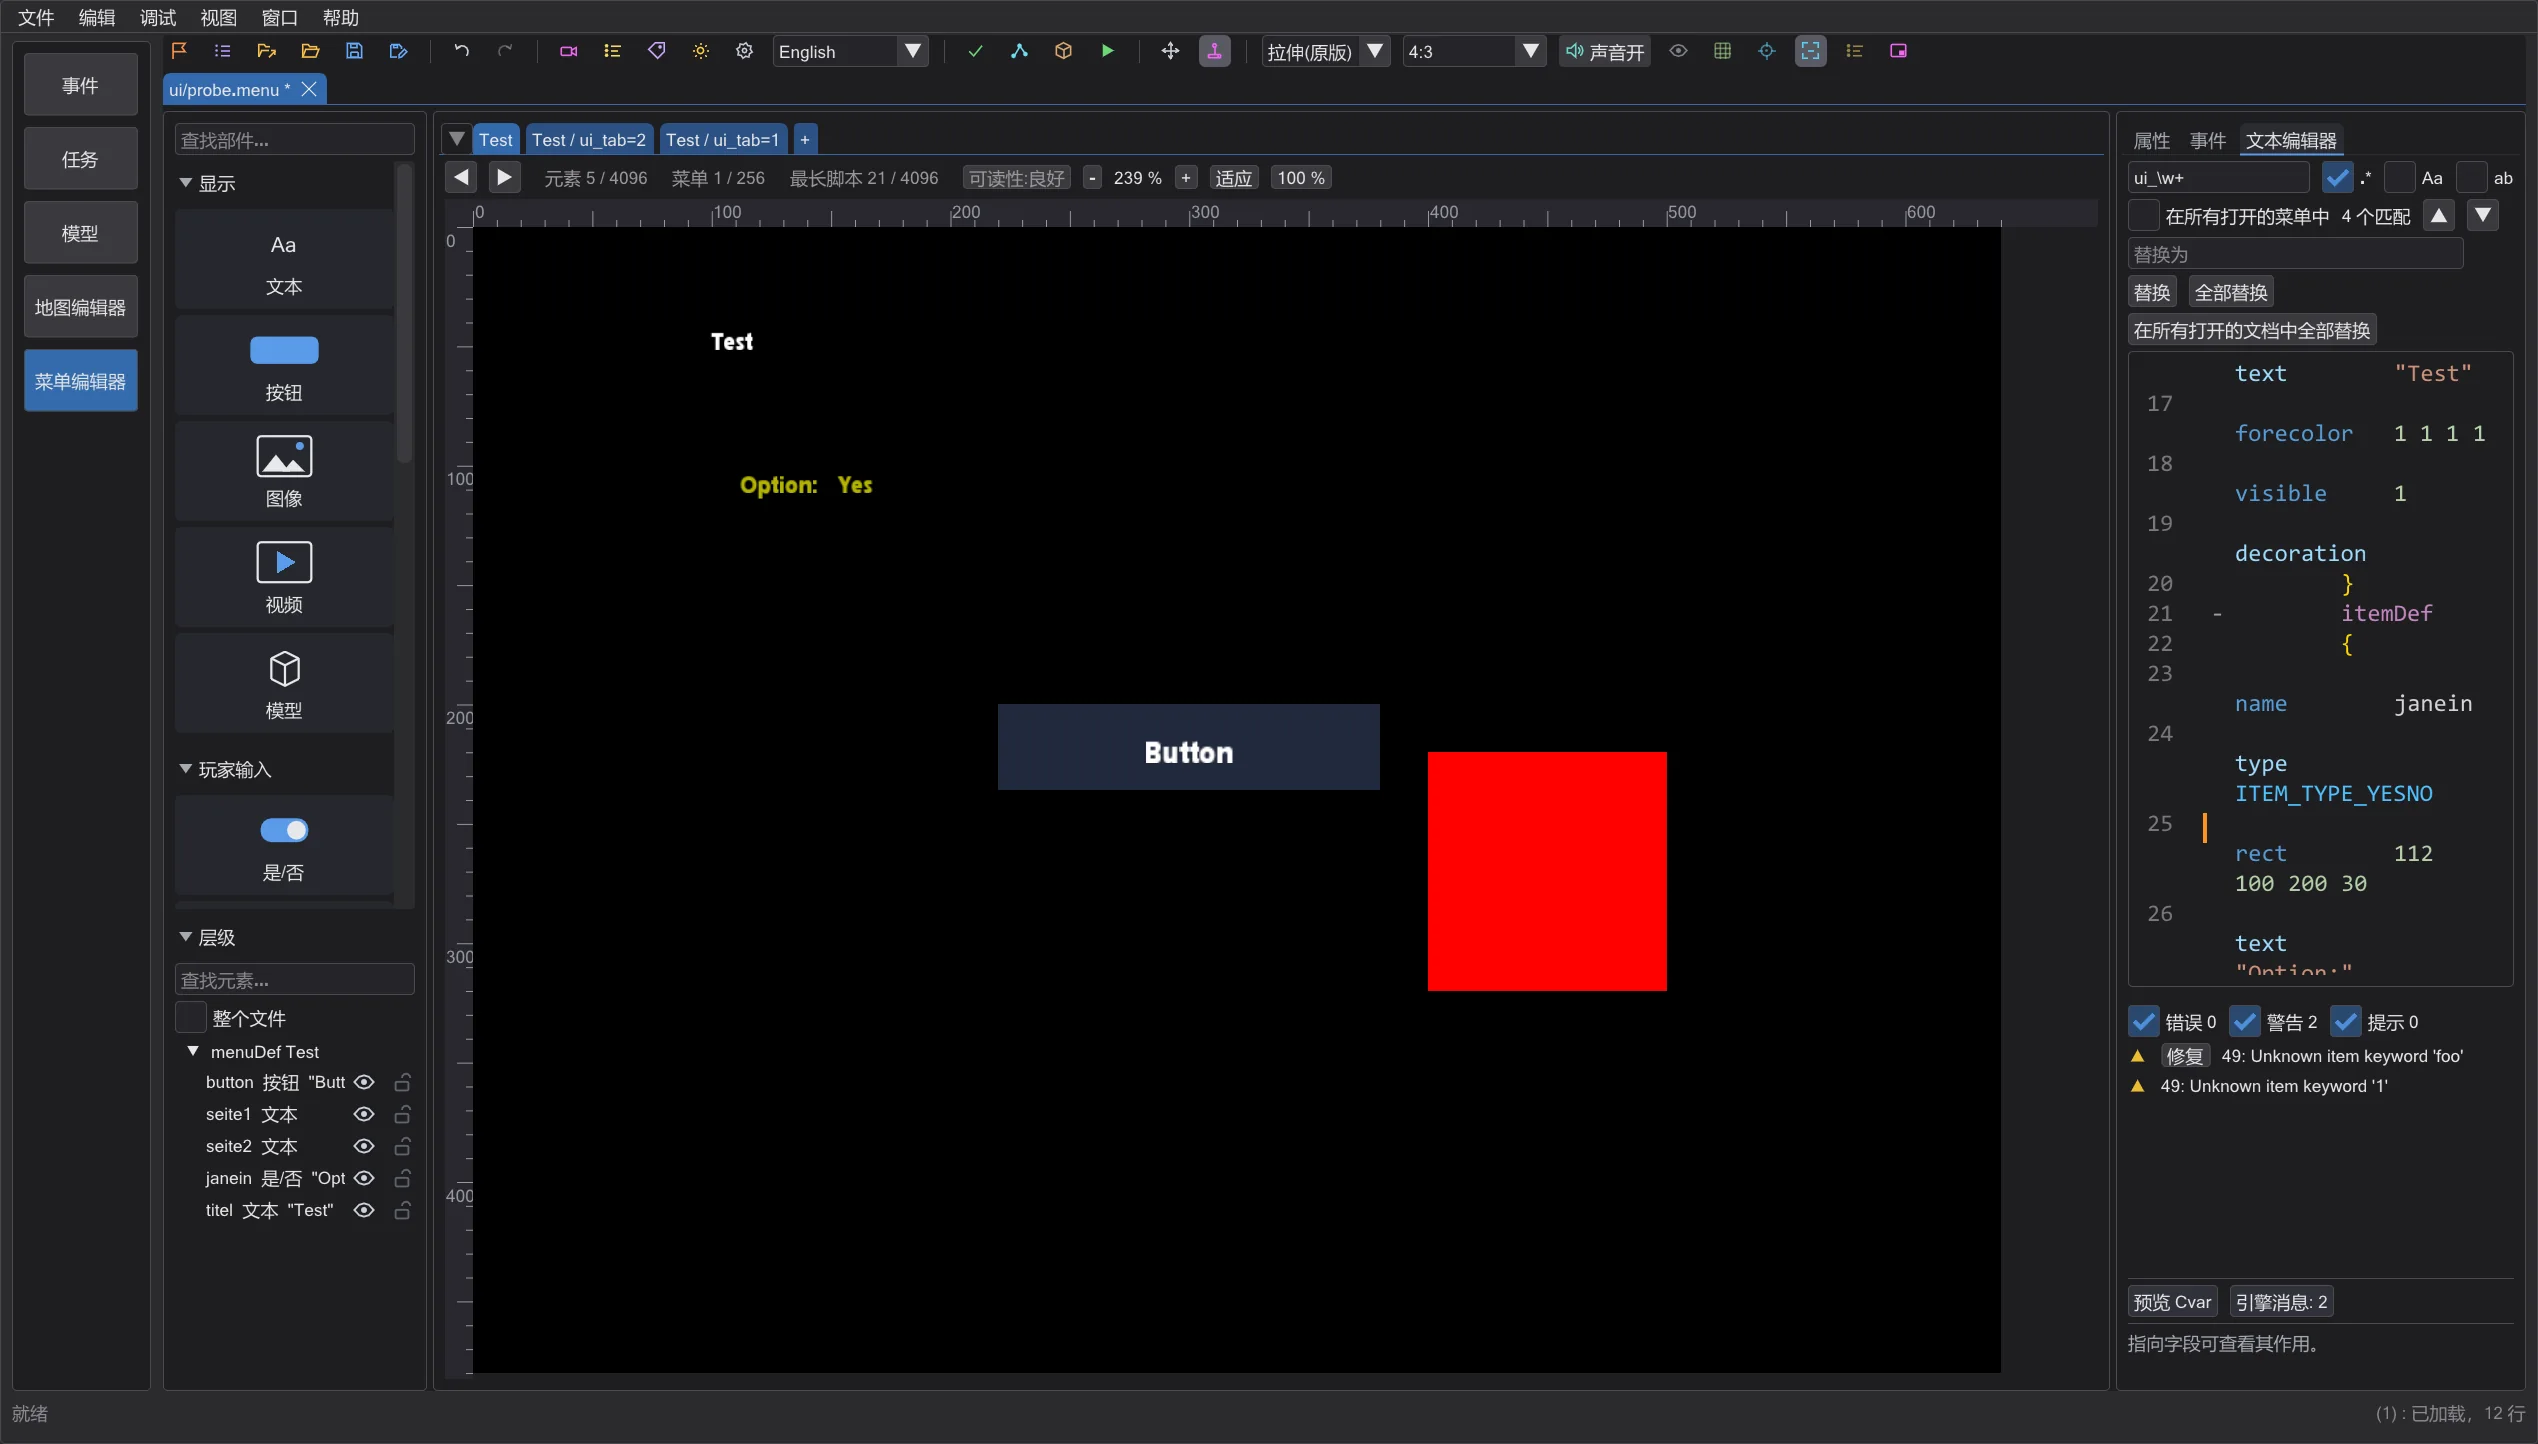 文件 编辑 调试 视图 窗口 帮助
English 拉伸(原版) 4:3 声音开
事件
任务
模型
地图编辑器
菜单编辑器
ui/probe.menu *
查找部件...
显示
Aa
文本
按钮
图像
视频
模型
玩家输入
是/否
层级
查找元素...
整个文件
menuDef Test
button 按钮 "Butt
seite1 文本
seite2 文本
janein 是/否 "Opt
titel 文本 "Test"
Test Test / ui_tab=2 Test / ui_tab=1 +
元素 5 / 4096 菜单 1 / 256 最长脚本 21 / 4096 可读性:良好 - 239 % + 适应 100 %
0 100 200 300 400 500 600
0
100
200
300
400
Test
Option: Yes
Button
属性 事件 文本编辑器
ui_\w+ .* Aa ab
在所有打开的菜单中 4 个匹配
替换为
替换 全部替换
在所有打开的文档中全部替换
text "Test"
17
forecolor 1 1 1 1
18
visible 1
19
decoration
20 }
21 - itemDef
22 {
23
name janein
24
type
ITEM_TYPE_YESNO
25
rect 112
100 200 30
26
text
"Option:"
错误 0 警告 2 提示 0
修复 49: Unknown item keyword 'foo'
49: Unknown item keyword '1'
预览 Cvar 引擎消息: 2
指向字段可查看其作用。
就绪
(1) : 已加载，12 行